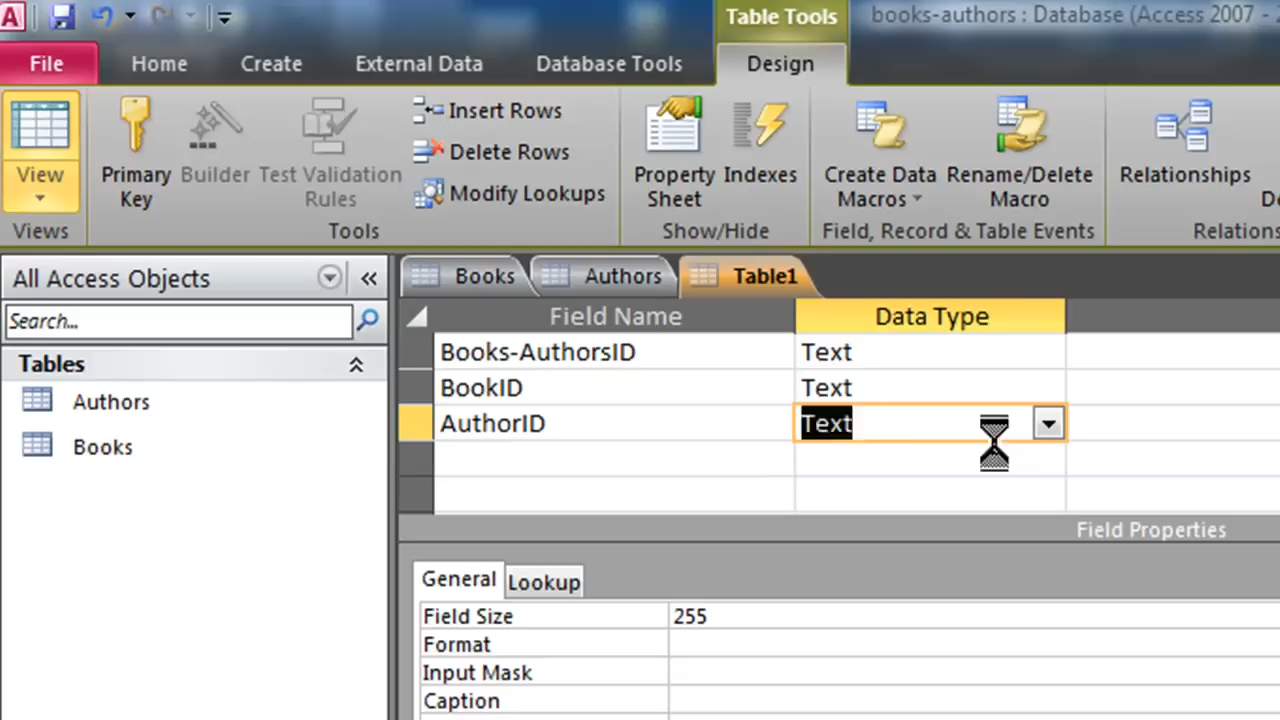 A
Table Tools
books-authors : Database (Access 2007 -
File
Home
Create
External Data
Database Tools
Design
View
Primary
Key
Builder
Test Validation
Rules
Insert Rows
Delete Rows
Modify Lookups
Property
Sheet
Indexes
Create Data
Macros
Rename/Delete
Macro
Relationships
Views
Tools
Show/Hide
Field, Record & Table Events
Relations
All Access Objects
Books
Authors
Table1
Search...
Field Name
Data Type
Tables
Books-AuthorsID
Text
Authors
BookID
Text
AuthorID
Text
Books
Field Properties
General
Lookup
Field Size
255
Format
Input Mask
Caption